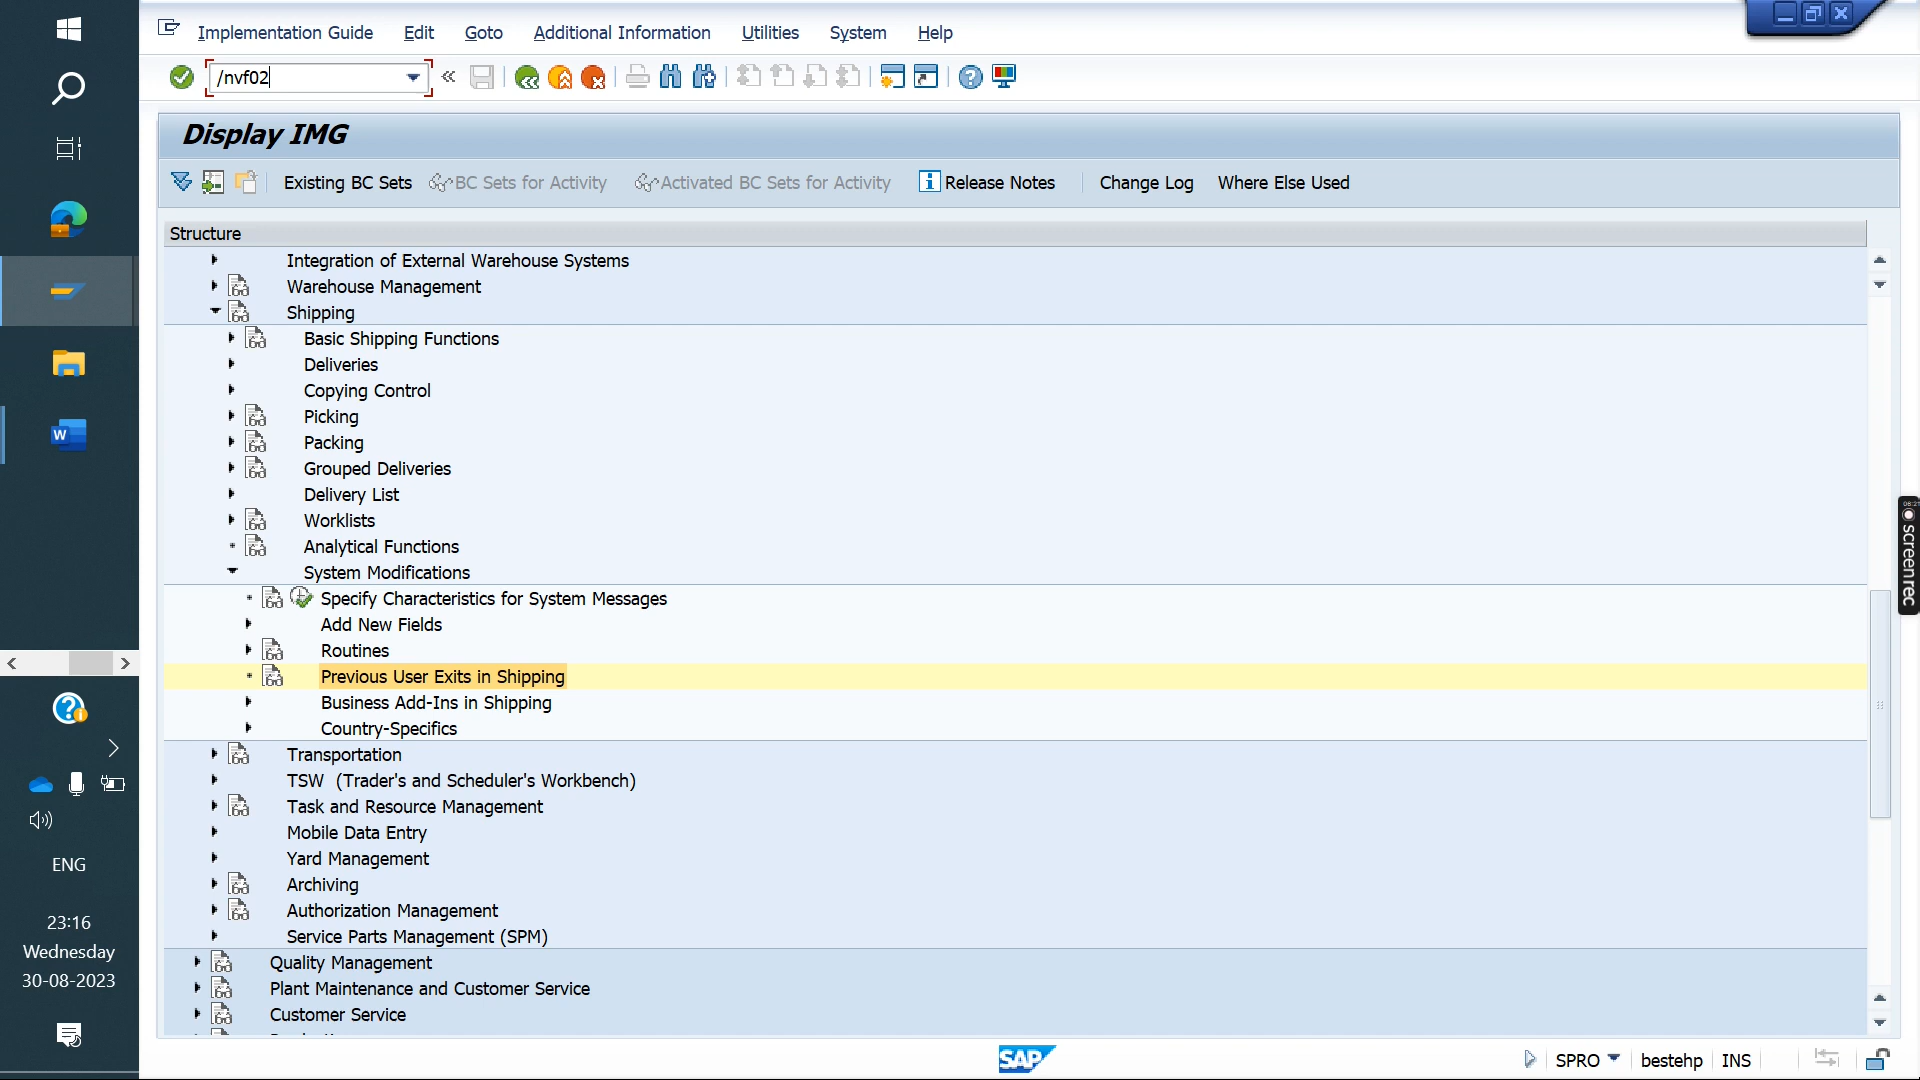 Implementation Guide Edit Goto Additional Information Utilities System Help
/nvf02
Display IMG
Existing BC Sets BC Sets for Activity Activated BC Sets for Activity Release Notes Change Log Where Else Used
Structure
Integration of External Warehouse Systems
Warehouse Management
Shipping
Basic Shipping Functions
Deliveries
Copying Control
Picking
Packing
Grouped Deliveries
Delivery List
Worklists
Analytical Functions
System Modifications
Specify Characteristics for System Messages
Add New Fields
Routines
Previous User Exits in Shipping
Business Add-Ins in Shipping
Country-Specifics
Transportation
TSW (Trader's and Scheduler's Workbench)
Task and Resource Management
Mobile Data Entry
Yard Management
Archiving
Authorization Management
Service Parts Management (SPM)
Quality Management
Plant Maintenance and Customer Service
Customer Service
SAP
SPRO bestehp INS
W
ENG
23:16
Wednesday
30-08-2023
screenrec